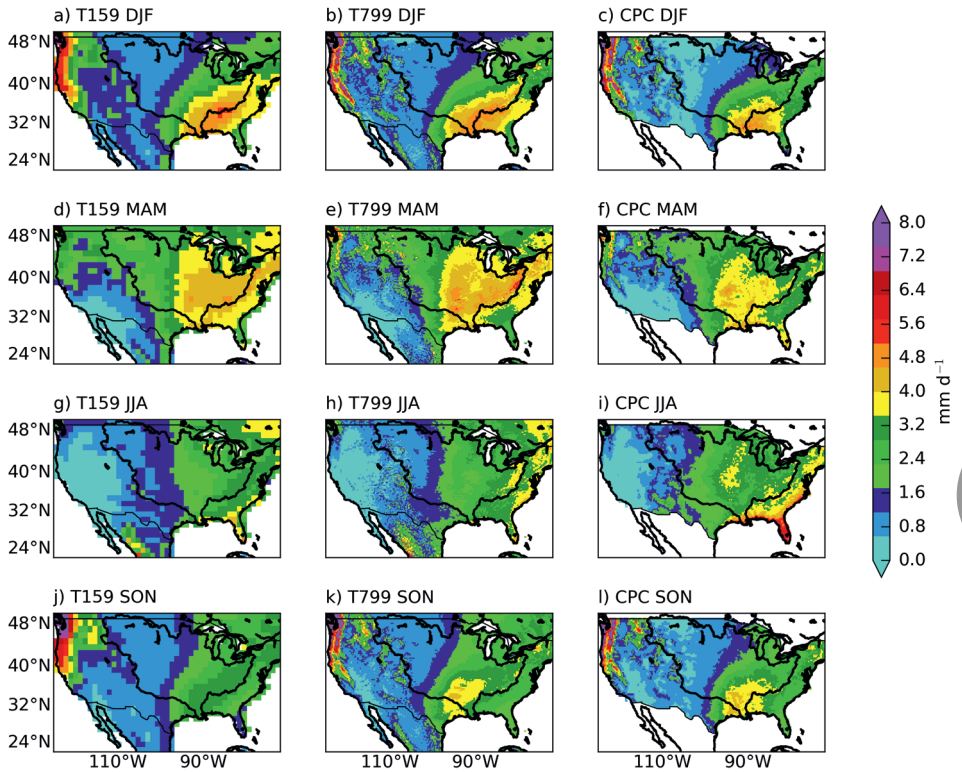 a) T159 DJF
b) T799 DJF
c) CPC DJF
48°N
40°N
32°N
24°N
d) T159 MAM
e) T799 MAM
f) CPC MAM
48°N
40°N
32°N
24°N
g) T159 JJA
h) T799 JJA
i) CPC JJA
48°N
40°N
32°N
24°N
j) T159 SON
k) T799 SON
l) CPC SON
48°N
40°N
32°N
24°N
110°W 90°W
110°W 90°W
110°W 90°W
8.0
7.2
6.4
5.6
4.8
4.0
3.2
2.4
1.6
0.8
0.0
mm d⁻¹